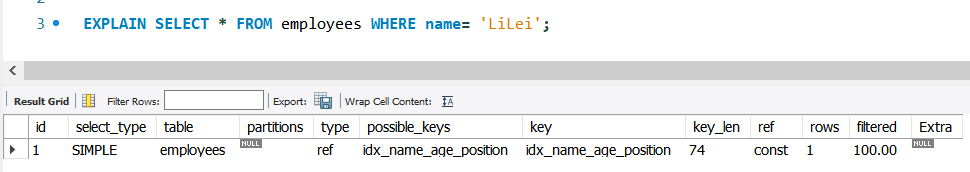 3 EXPLAIN SELECT * FROM employees WHERE name= 'LiLei';
Result Grid Filter Rows: Export: Wrap Cell Content: IA
id select_type table partitions type possible_keys key key_len ref rows filtered Extra
1 SIMPLE employees NULL ref idx_name_age_position idx_name_age_position 74 const 1 100.00 NULL